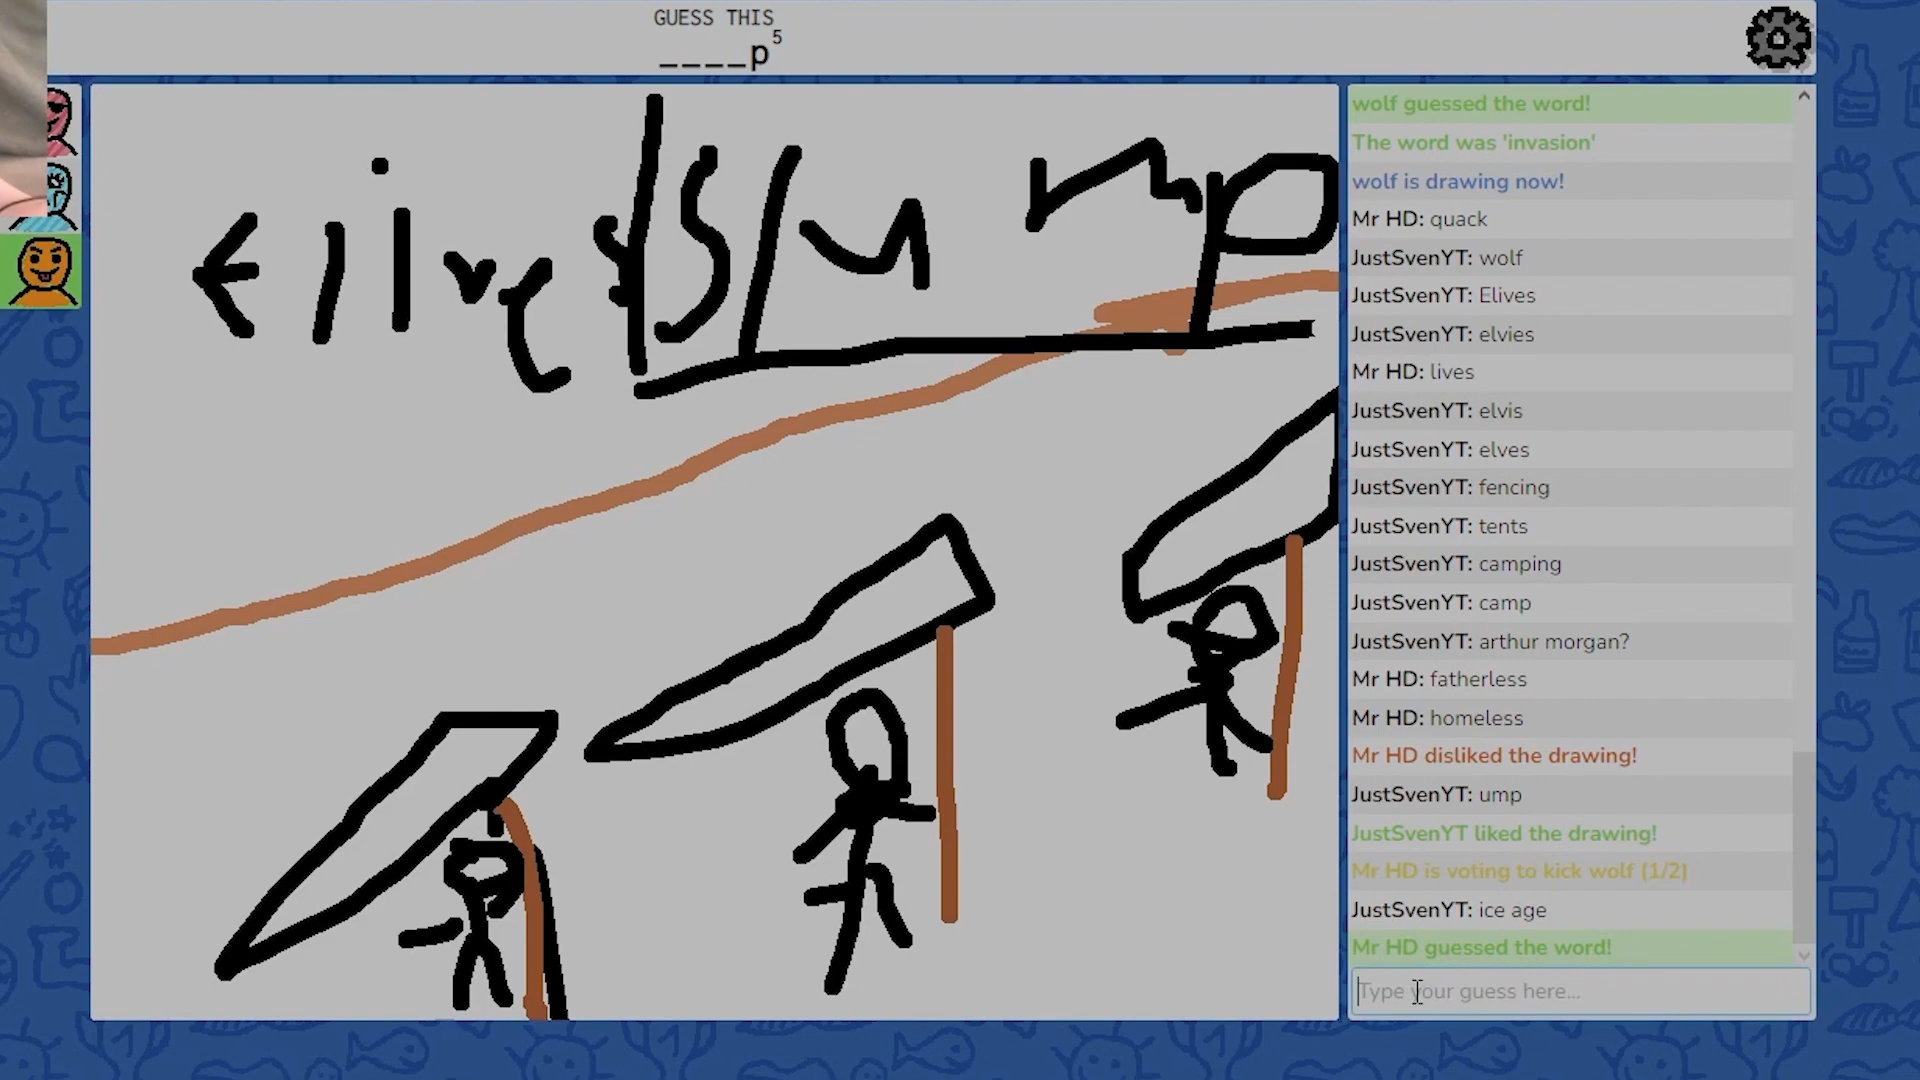 GUESS THIS
____p 5
wolf guessed the word!
The word was 'invasion'
wolf is drawing now!
Mr HD: quack
JustSvenYT: wolf
JustSvenYT: Elives
JustSvenYT: elvies
Mr HD: lives
JustSvenYT: elvis
JustSvenYT: elves
JustSvenYT: fencing
JustSvenYT: tents
JustSvenYT: camping
JustSvenYT: camp
JustSvenYT: arthur morgan?
Mr HD: fatherless
Mr HD: homeless
Mr HD disliked the drawing!
JustSvenYT: ump
JustSvenYT liked the drawing!
Mr HD is voting to kick wolf (1/2)
JustSvenYT: ice age
Mr HD guessed the word!
Type your guess here...